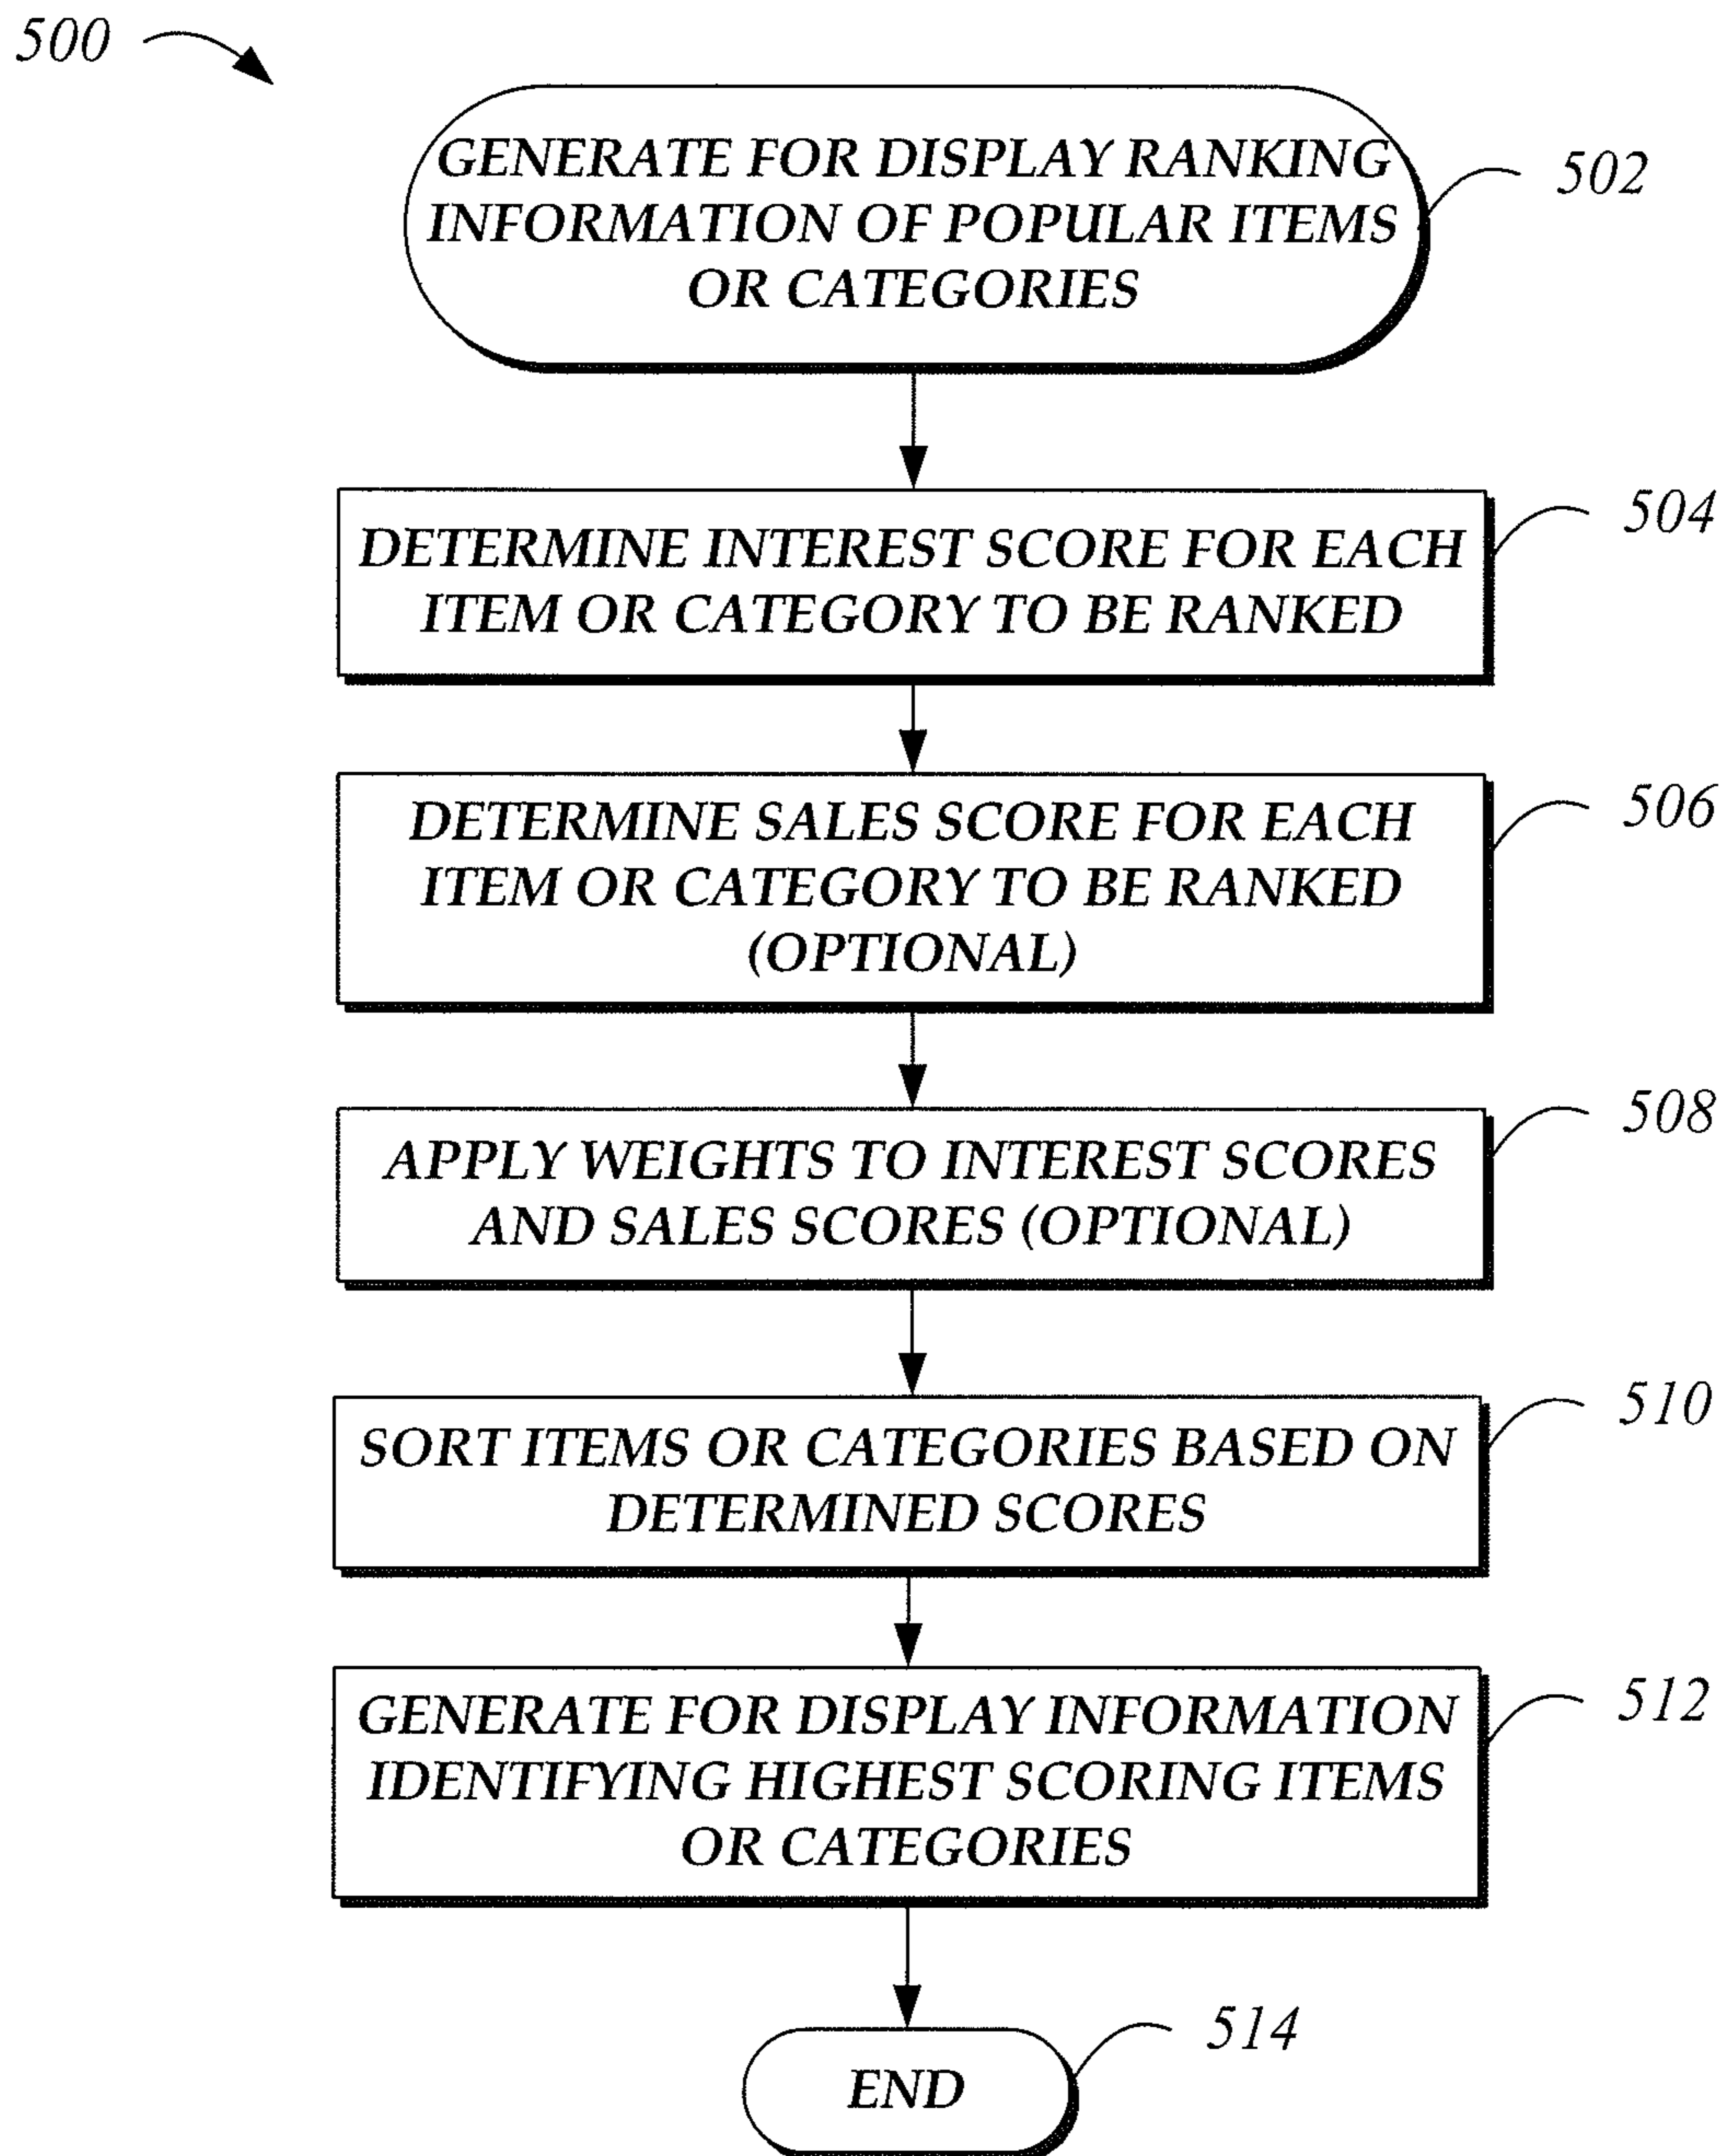 500
GENERATE FOR DISPLAY RANKING
INFORMATION OF POPULAR ITEMS
OR CATEGORIES
502
DETERMINE INTEREST SCORE FOR EACH
ITEM OR CATEGORY TO BE RANKED
504
DETERMINE SALES SCORE FOR EACH
ITEM OR CATEGORY TO BE RANKED
(OPTIONAL)
506
APPLY WEIGHTS TO INTEREST SCORES
AND SALES SCORES (OPTIONAL)
508
SORT ITEMS OR CATEGORIES BASED ON
DETERMINED SCORES
510
GENERATE FOR DISPLAY INFORMATION
IDENTIFYING HIGHEST SCORING ITEMS
OR CATEGORIES
512
END
514